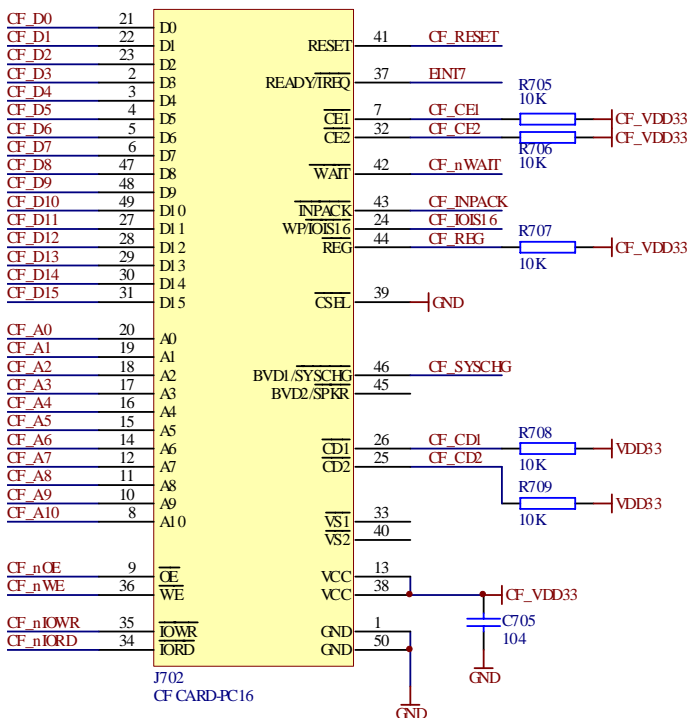 CF_D0 21 D0
CF_D1 22 D1 RESET 41 CF_RESET
CF_D2 23 D2
CF_D3 2 D3 READY/IREQ 37 EINT7
CF_D4 3 D4 R705
CF_D5 4 D5 CE1 7 CF_CE1 10K CF_VDD33
CF_D6 5 D6 CE2 32 CF_CE2 CF_VDD33
CF_D7 6 D7 R706
CF_D8 47 D8 WAIT 42 CF_nWAIT 10K
CF_D9 48 D9
CF_D10 49 D10 INPACK 43 CF_INPACK
CF_D11 27 D11 WP/IOIS16 24 CF_IOIS16 R707
CF_D12 28 D12 REG 44 CF_REG CF_VDD33
CF_D13 29 D13 10K
CF_D14 30 D14
CF_D15 31 D15 CSEL 39 GND
CF_A0 20 A0
CF_A1 19 A1
CF_A2 18 A2 BVD1/SYSCHG 46 CF_SYSCHG
CF_A3 17 A3 BVD2/SPKR 45
CF_A4 16 A4
CF_A5 15 A5 R708
CF_A6 14 A6 CD1 26 CF_CD1 VDD33
CF_A7 12 A7 CD2 25 CF_CD2 10K
CF_A8 11 A8 R709
CF_A9 10 A9 VDD33
CF_A10 8 A10 VS1 33 10K
VS2 40
CF_nOE 9 OE VCC 13
CF_nWE 36 WE VCC 38 CF_VDD33
C705
CF_nIOWR 35 IOWR GND 1 104
CF_nIORD 34 IORD GND 50
J702 GND
CF CARD-PC16
GND